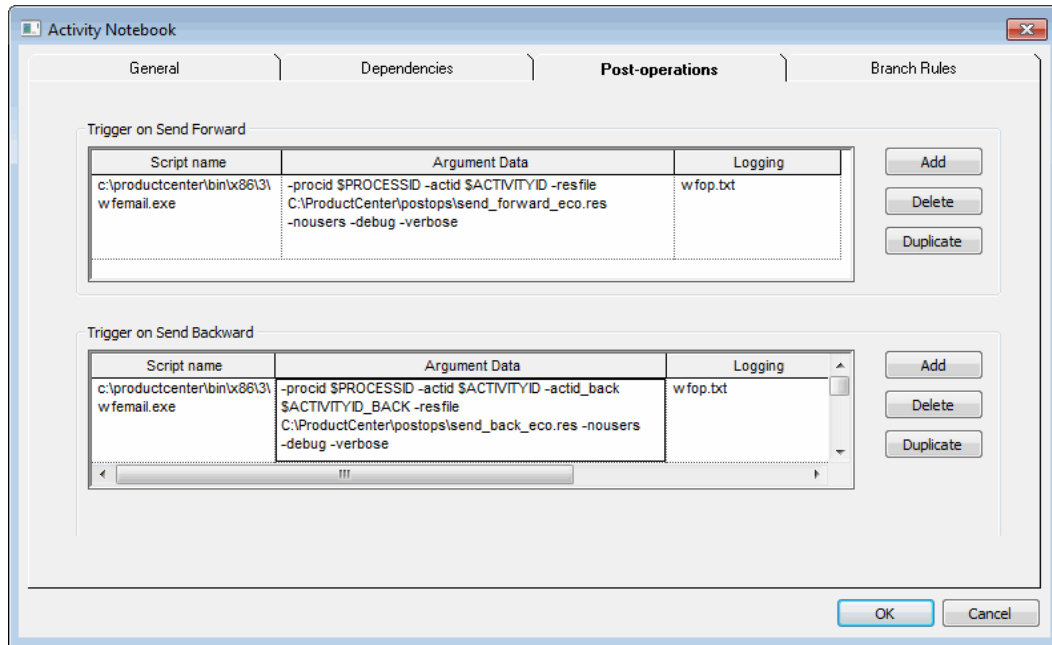 Activity Notebook
General
Dependencies
Post-operations
Branch Rules
Trigger on Send Forward
Script name
Argument Data
Logging
c:\productcenter\bin\x86\3\
wfemail.exe
-procid $PROCESSID -actid $ACTIVITYID -resfile
C:\ProductCenter\postops\send_forward_eco.res
-nousers -debug -verbose
wfop.txt
Add
Delete
Duplicate
Trigger on Send Backward
Script name
Argument Data
Logging
c:\productcenter\bin\x86\3\
wfemail.exe
-procid $PROCESSID -actid $ACTIVITYID -actid_back
$ACTIVITYID_BACK -resfile
C:\ProductCenter\postops\send_back_eco.res -nousers
-debug -verbose
wfop.txt
Add
Delete
Duplicate
OK
Cancel